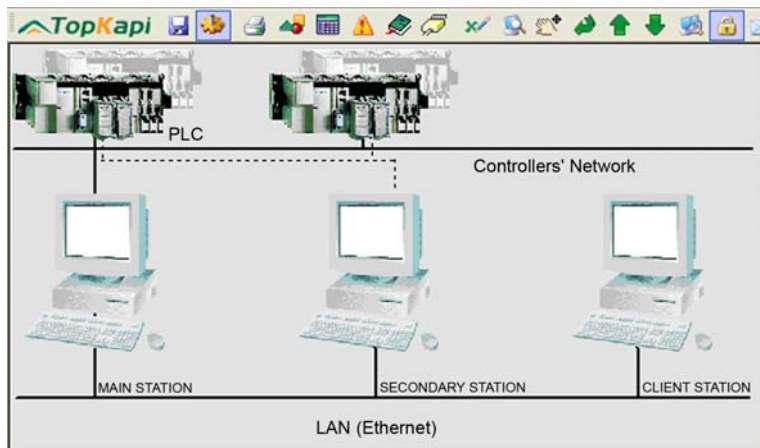 TopKapi
PLC
Controllers' Network
MAIN STATION
SECONDARY STATION
CLIENT STATION
LAN (Ethernet)